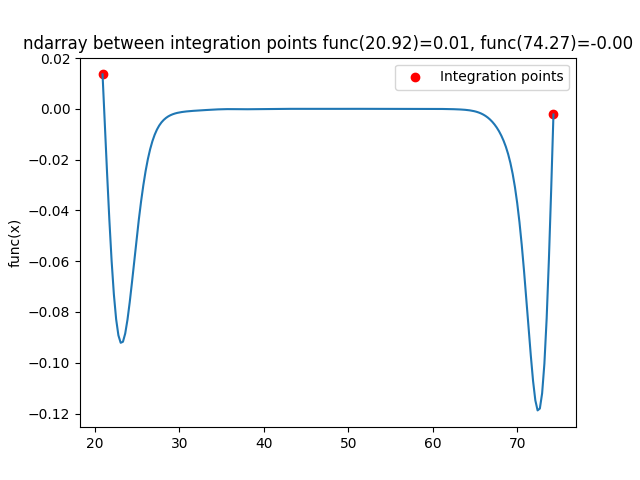 ndarray between integration points func(20.92)=0.01, func(74.27)=-0.00
Integration points
func(x)
0.02
0.00
−0.02
−0.04
−0.06
−0.08
−0.10
−0.12
20 30 40 50 60 70